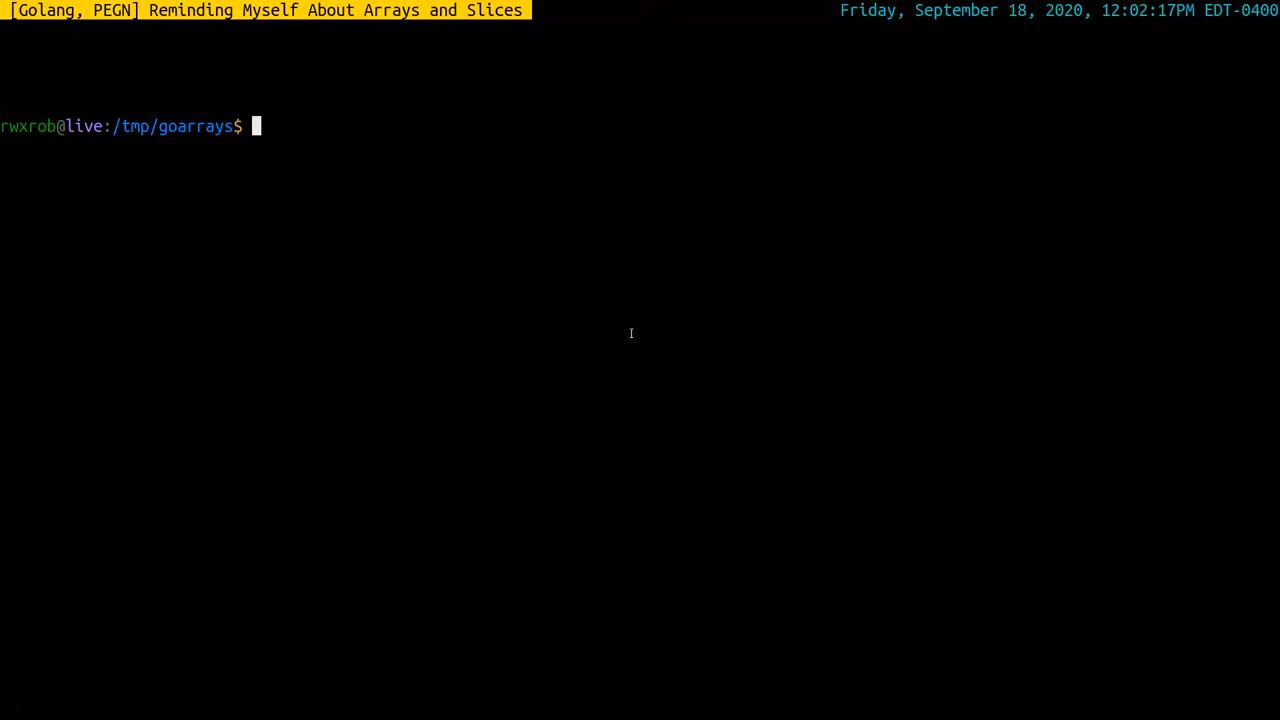 [Golang, PEGN] Reminding Myself About Arrays and Slices
Friday, September 18, 2020, 12:02:17PM EDT-0400
rwxrob@live:/tmp/goarrays$